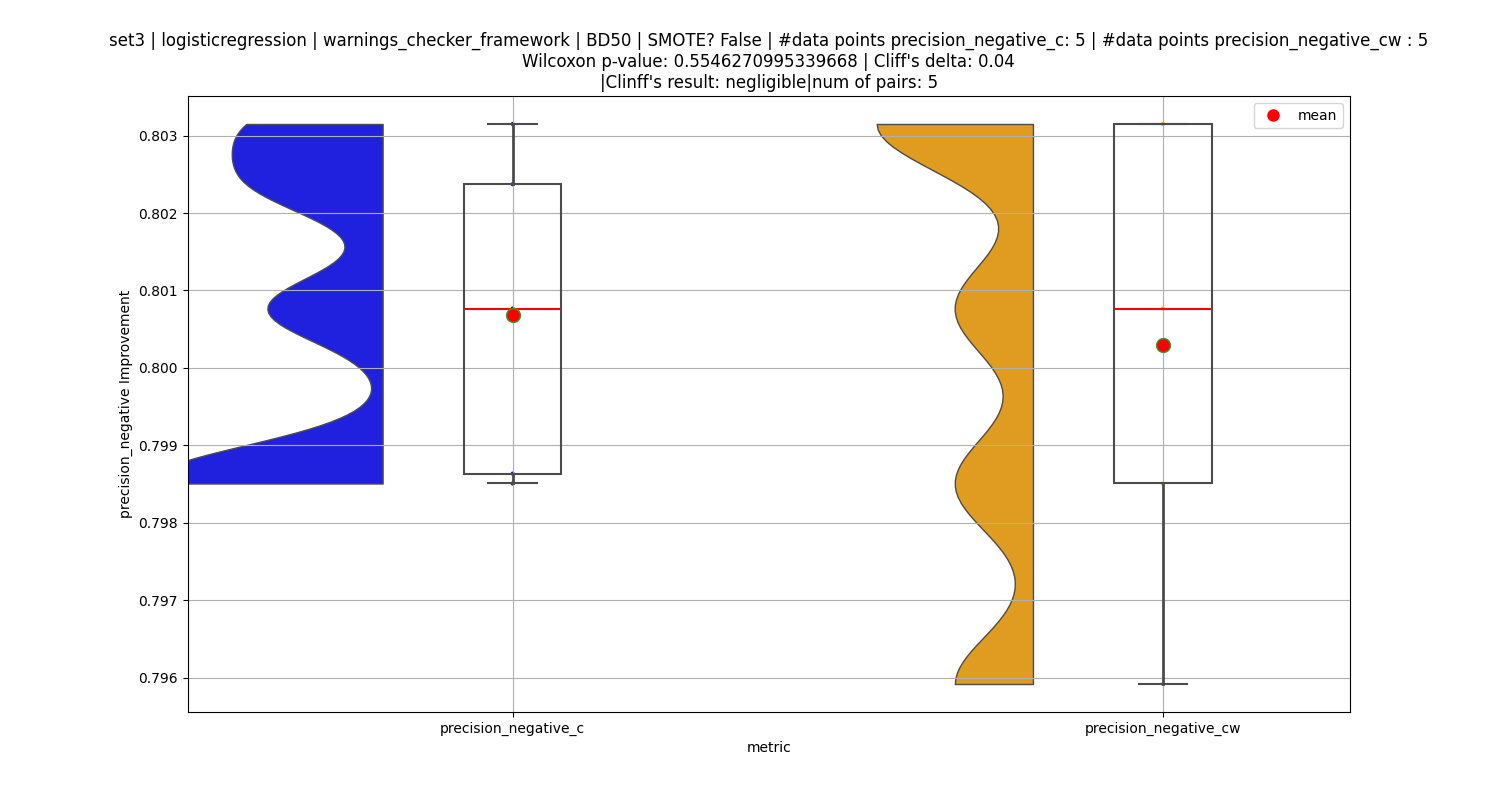 set3 | logisticregression | warnings_checker_framework | BD50 | SMOTE? False | #data points precision_negative_c: 5 | #data points precision_negative_cw : 5
Wilcoxon p-value: 0.5546270995339668 | Cliff's delta: 0.04
|Clinff's result: negligible|num of pairs: 5
mean
0.803
0.802
0.801
0.800
0.799
0.798
0.797
0.796
precision_negative Improvement
precision_negative_c
precision_negative_cw
metric